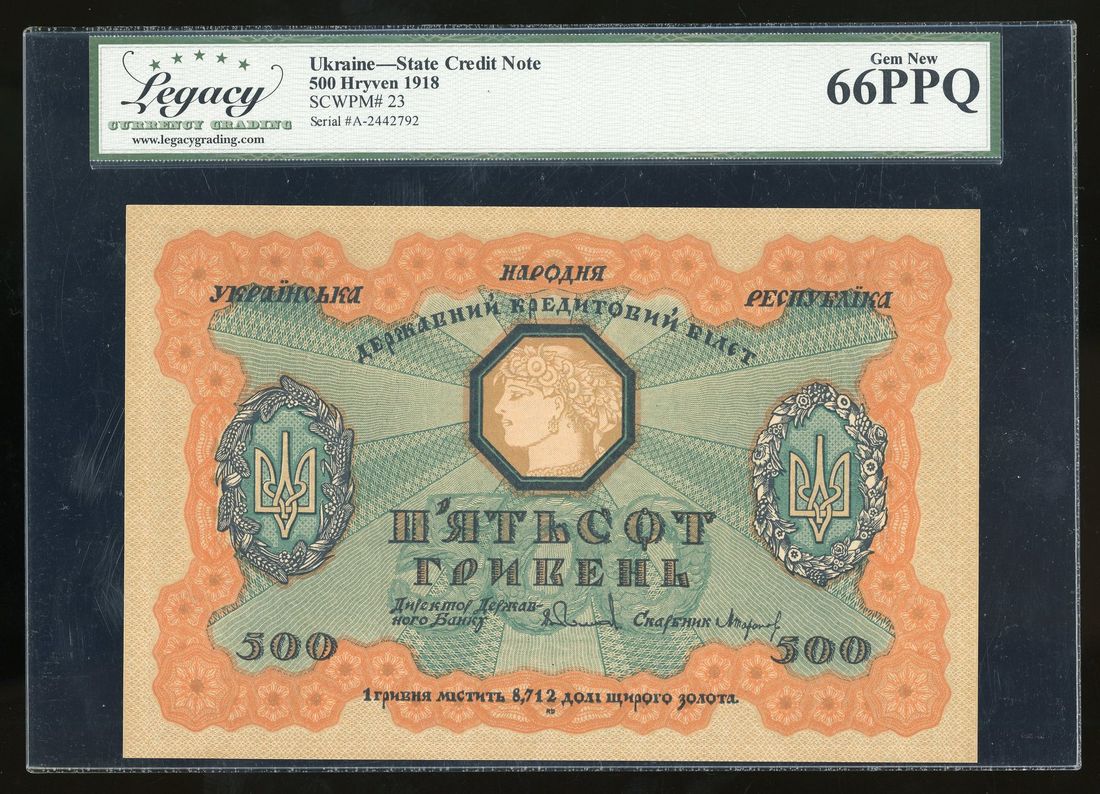 Legacy
CURRENCY GRADING
www.legacygrading.com
Ukraine—State Credit Note
500 Hryven 1918
SCWPM# 23
Serial #A-2442792
Gem New
66PPQ
НАРОДНЯ
УКРАЇНСЬКА РЕСПУБЛЇКА
ДЕРЖАВНИЙ КРЕДИТОВИЙ БІЛЄТ
П'ЯТЬСОТ
ГРИВЕНЬ
Директор Держав-
ного Банку
Скарбник
500 500
1 гривня містить 8,712 долі щирого золота.